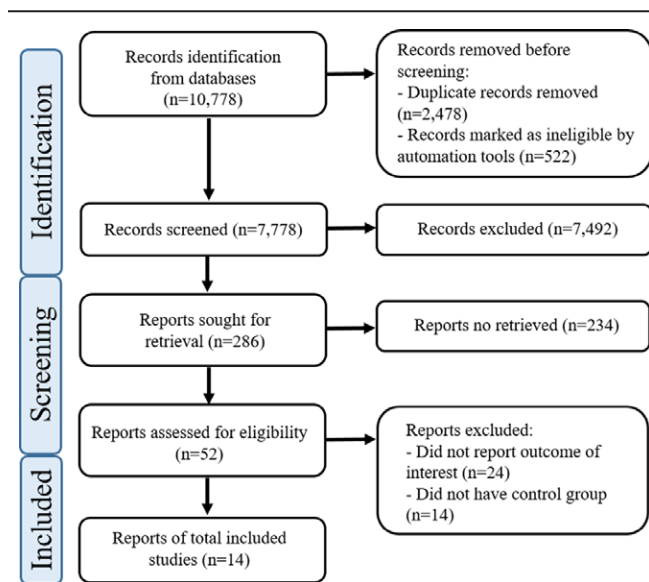 Identification
Records identification
from databases
(n=10,778)
Records removed before
screening:
- Duplicate records removed
(n=2,478)
- Records marked as ineligible by
automation tools (n=522)
Records screened (n=7,778)
Records excluded (n=7,492)
Screening
Reports sought for
retrieval (n=286)
Reports no retrieved (n=234)
Reports assessed for eligibility
(n=52)
Reports excluded:
- Did not report outcome of
interest (n=24)
- Did not have control group
(n=14)
Included
Reports of total included
studies (n=14)